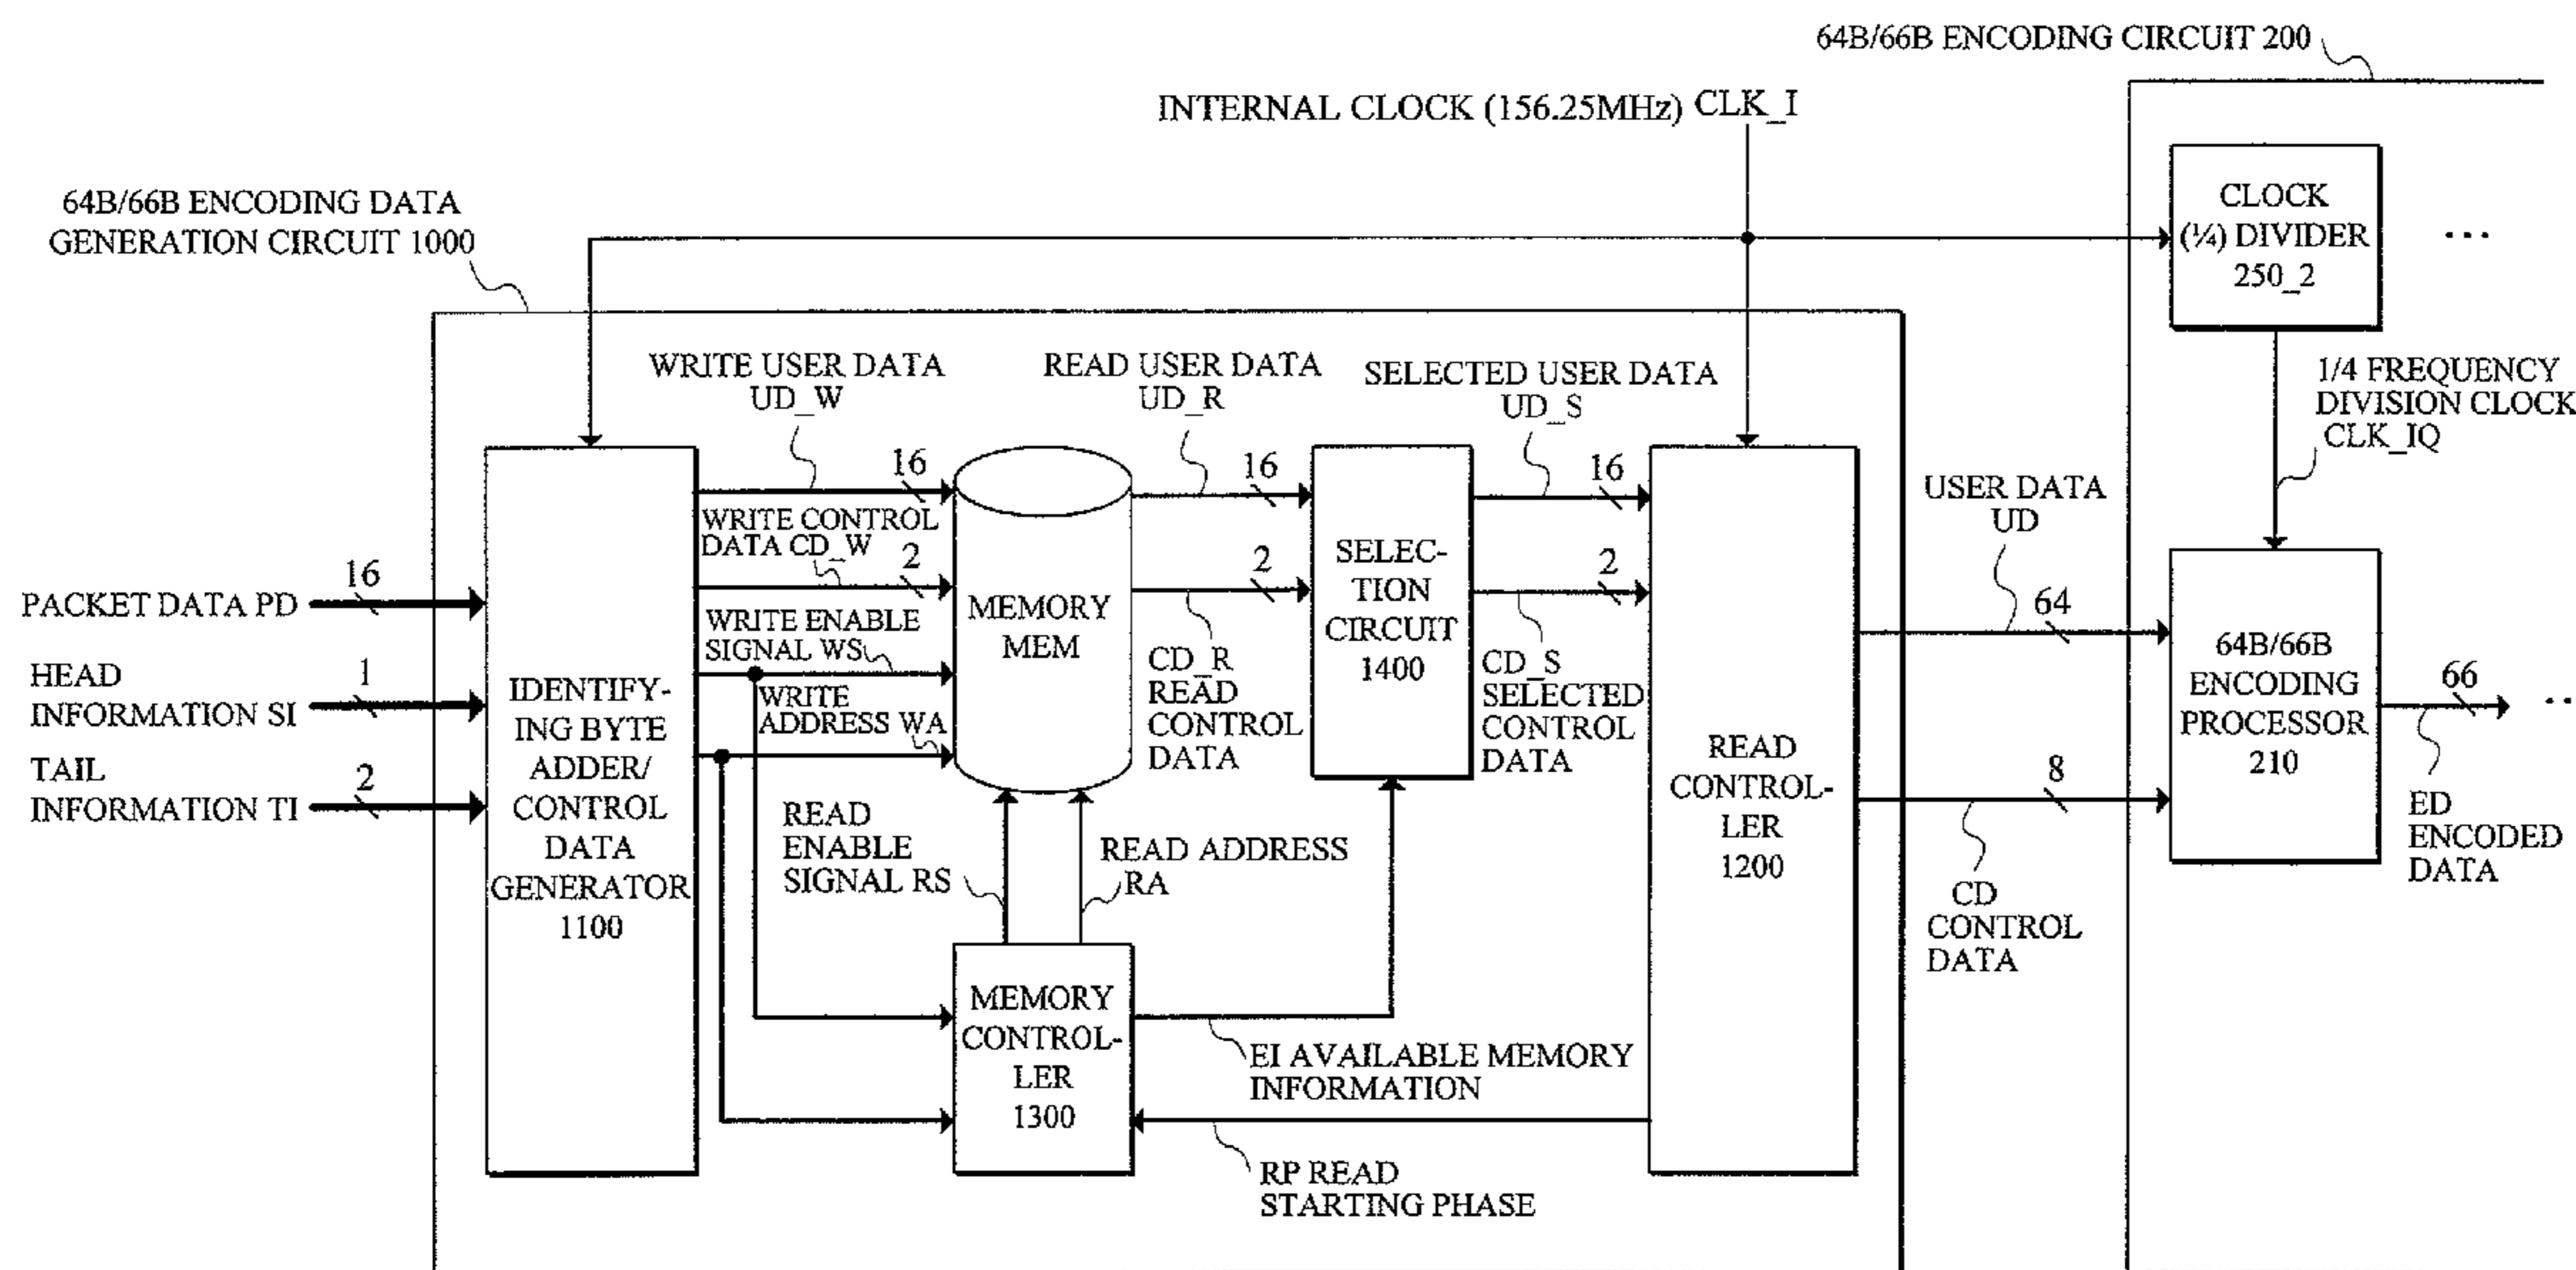 64B/66B ENCODING CIRCUIT 200
INTERNAL CLOCK (156.25MHz) CLK_I
64B/66B ENCODING DATA
GENERATION CIRCUIT 1000
CLOCK
(¼) DIVIDER
250_2
...
1/4 FREQUENCY
DIVISION CLOCK
CLK_IQ
WRITE USER DATA
UD_W
READ USER DATA
UD_R
SELECTED USER DATA
UD_S
16
16
16
WRITE CONTROL
DATA CD_W
2
2
2
WRITE ENABLE
SIGNAL WS
WRITE
ADDRESS WA
PACKET DATA PD
16
HEAD
INFORMATION SI
1
TAIL
INFORMATION TI
2
IDENTIFY-
ING BYTE
ADDER/
CONTROL
DATA
GENERATOR
1100
MEMORY
MEM
CD_R
READ
CONTROL
DATA
SELEC-
TION
CIRCUIT
1400
CD_S
SELECTED
CONTROL
DATA
READ
CONTROL-
LER
1200
USER DATA
UD
64
8
CD
CONTROL
DATA
64B/66B
ENCODING
PROCESSOR
210
66
...
ED
ENCODED
DATA
READ
ENABLE
SIGNAL RS
READ ADDRESS
RA
MEMORY
CONTROL-
LER
1300
EI AVAILABLE MEMORY
INFORMATION
RP READ
STARTING PHASE